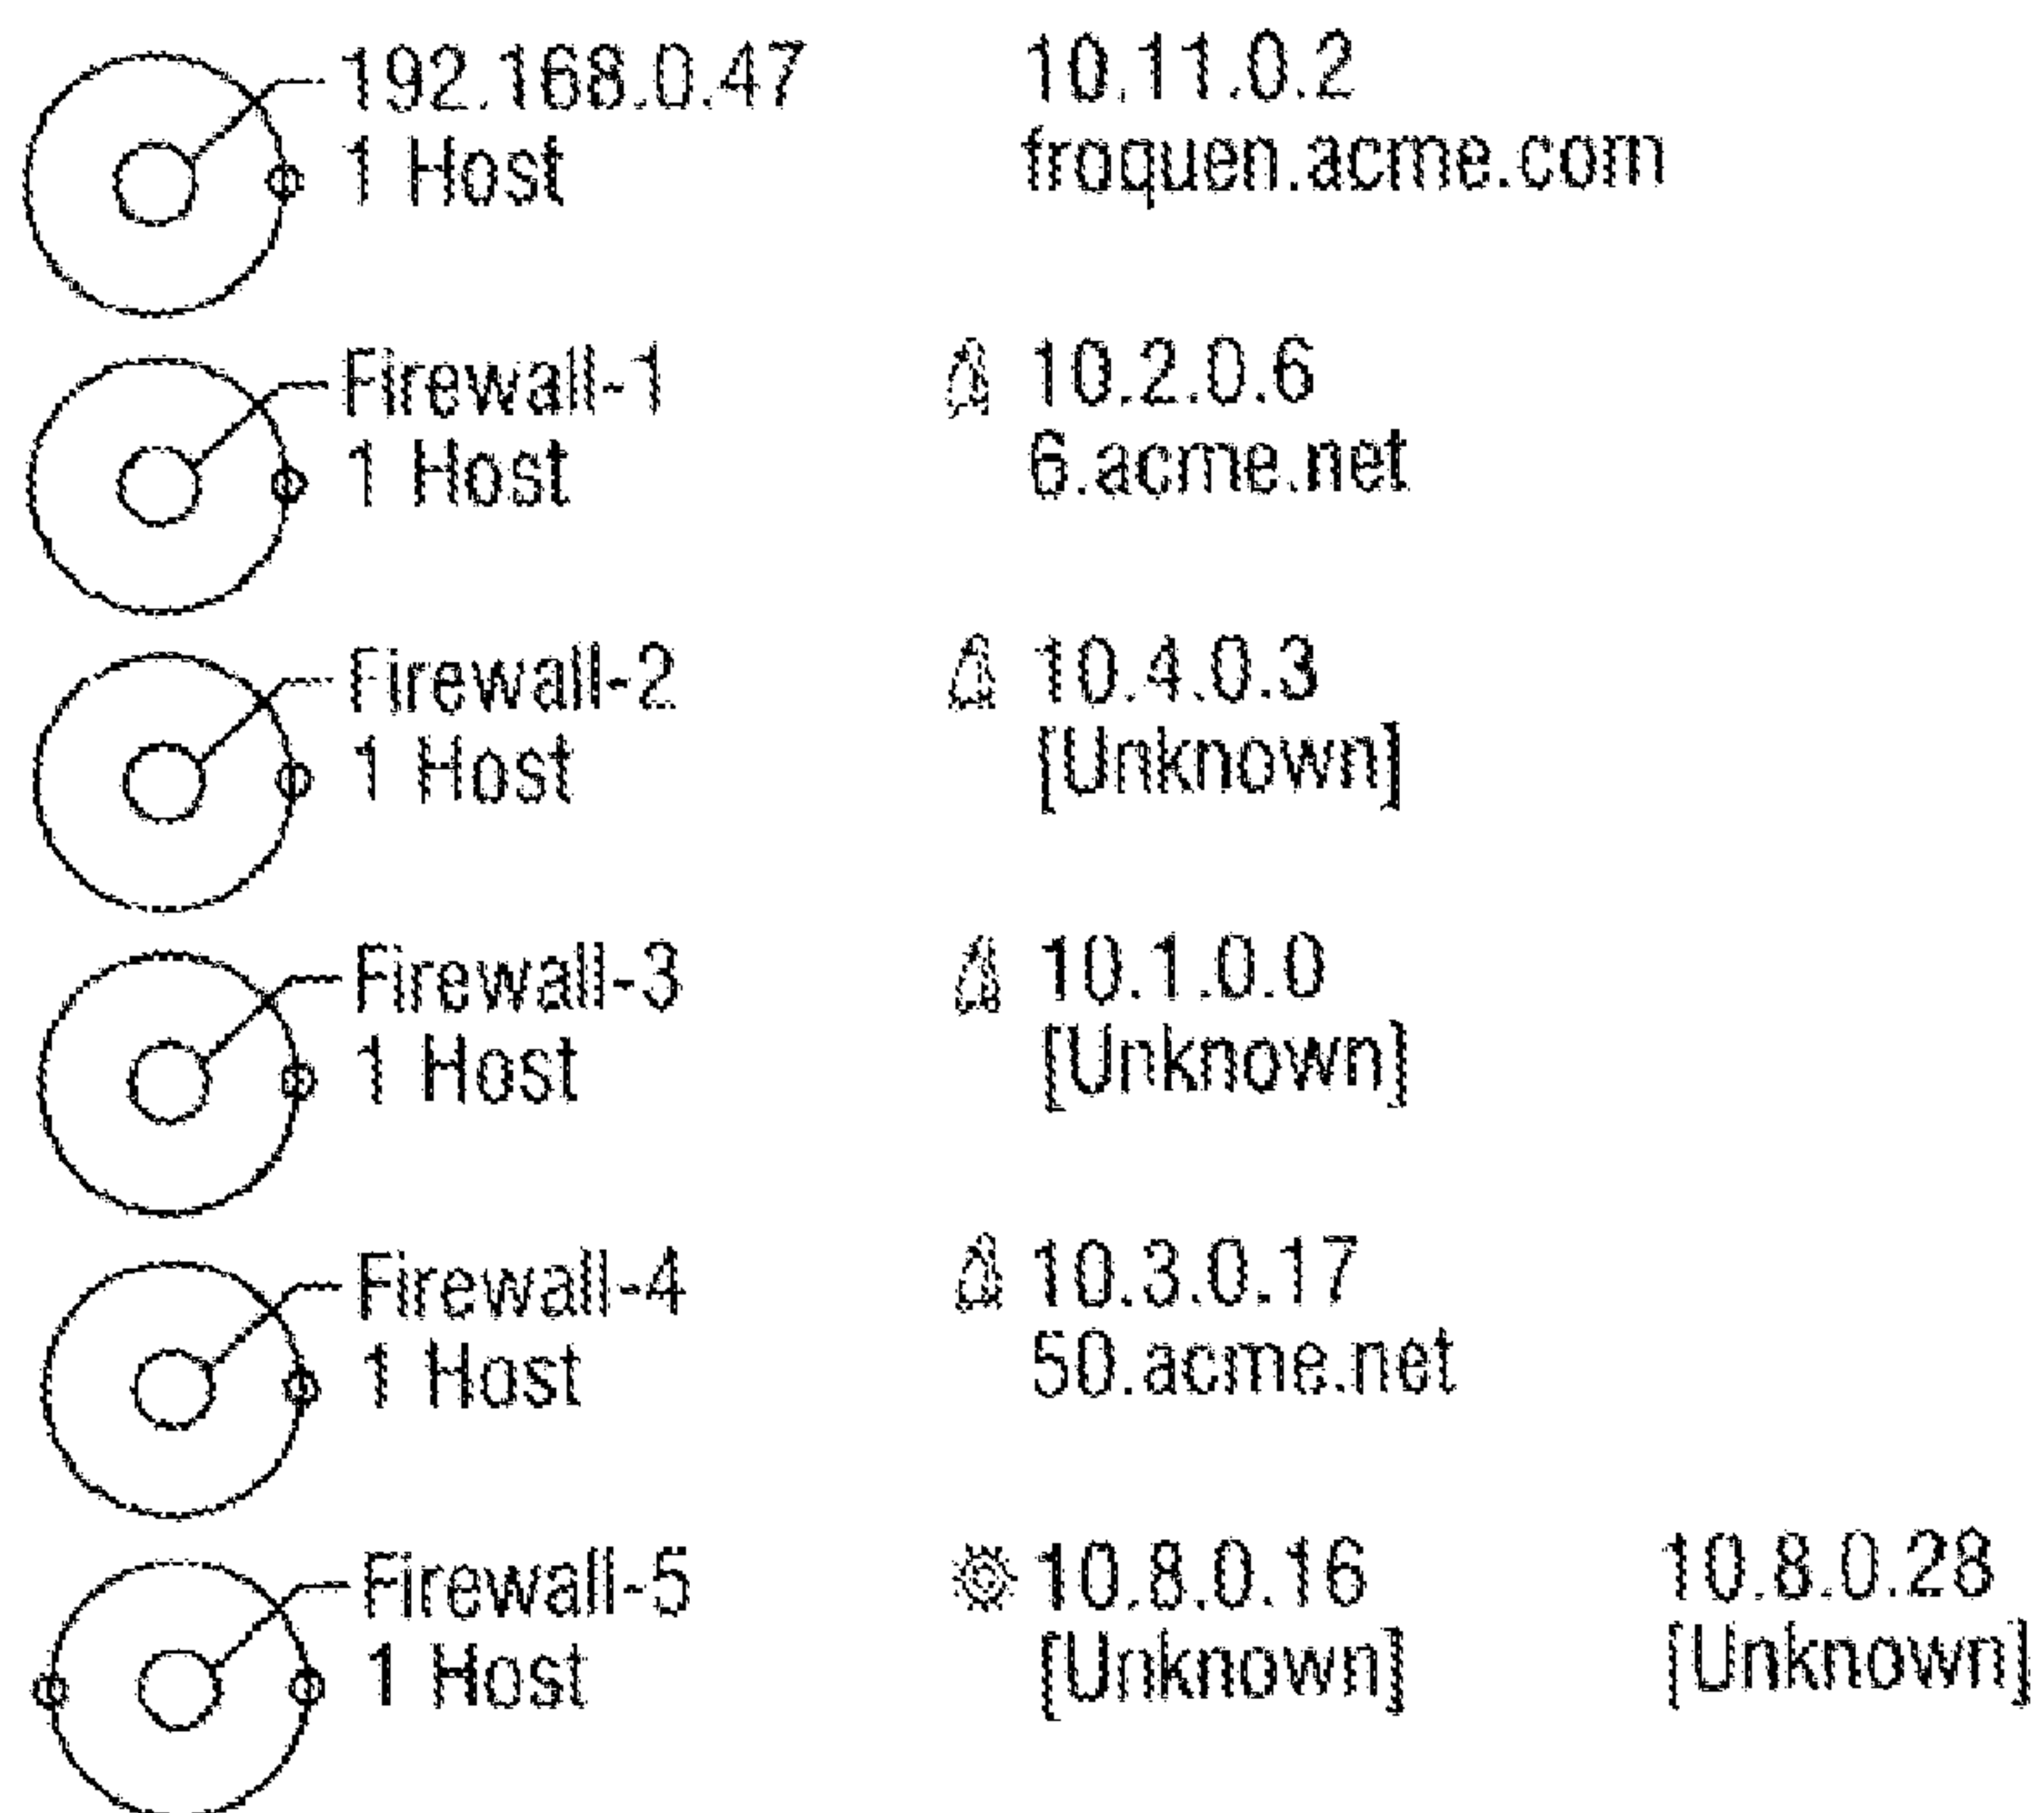 192.168.0.47 10.11.0.2
1 Host froquen.acme.com
Firewall-1 10.2.0.6
1 Host 6.acme.net
Firewall-2 10.4.0.3
1 Host [Unknown]
Firewall-3 10.1.0.0
1 Host [Unknown]
Firewall-4 10.3.0.17
1 Host 50.acme.net
Firewall-5 10.8.0.16 10.8.0.28
1 Host [Unknown] [Unknown]